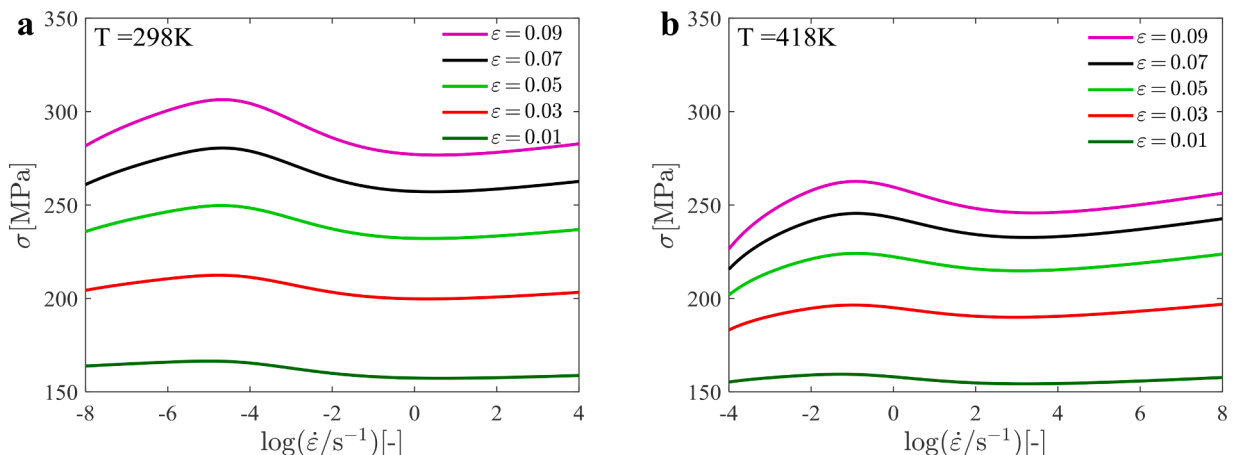 a
T =298K
ε = 0.09
ε = 0.07
ε = 0.05
ε = 0.03
ε = 0.01
350
300
250
200
150
σ[MPa]
-8 -6 -4 -2 0 2 4
log(ε̇/s⁻¹)[-]
b
T =418K
ε = 0.09
ε = 0.07
ε = 0.05
ε = 0.03
ε = 0.01
350
300
250
200
150
σ[MPa]
-4 -2 0 2 4 6 8
log(ε̇/s⁻¹)[-]